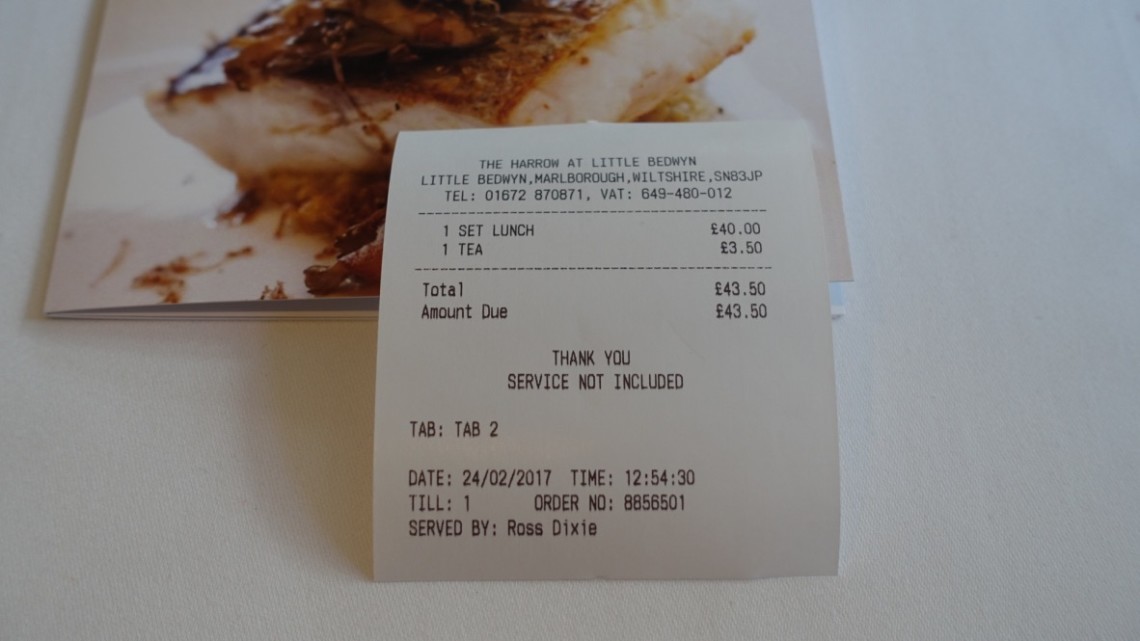 THE HARROW AT LITTLE BEDWYN
LITTLE BEDWYN,MARLBOROUGH,WILTSHIRE,SN83JP
TEL: 01672 870871, VAT: 649-480-012
1 SET LUNCH £40.00
1 TEA £3.50
Total £43.50
Amount Due £43.50
THANK YOU
SERVICE NOT INCLUDED
TAB: TAB 2
DATE: 24/02/2017 TIME: 12:54:30
TILL: 1 ORDER NO: 8856501
SERVED BY: Ross Dixie